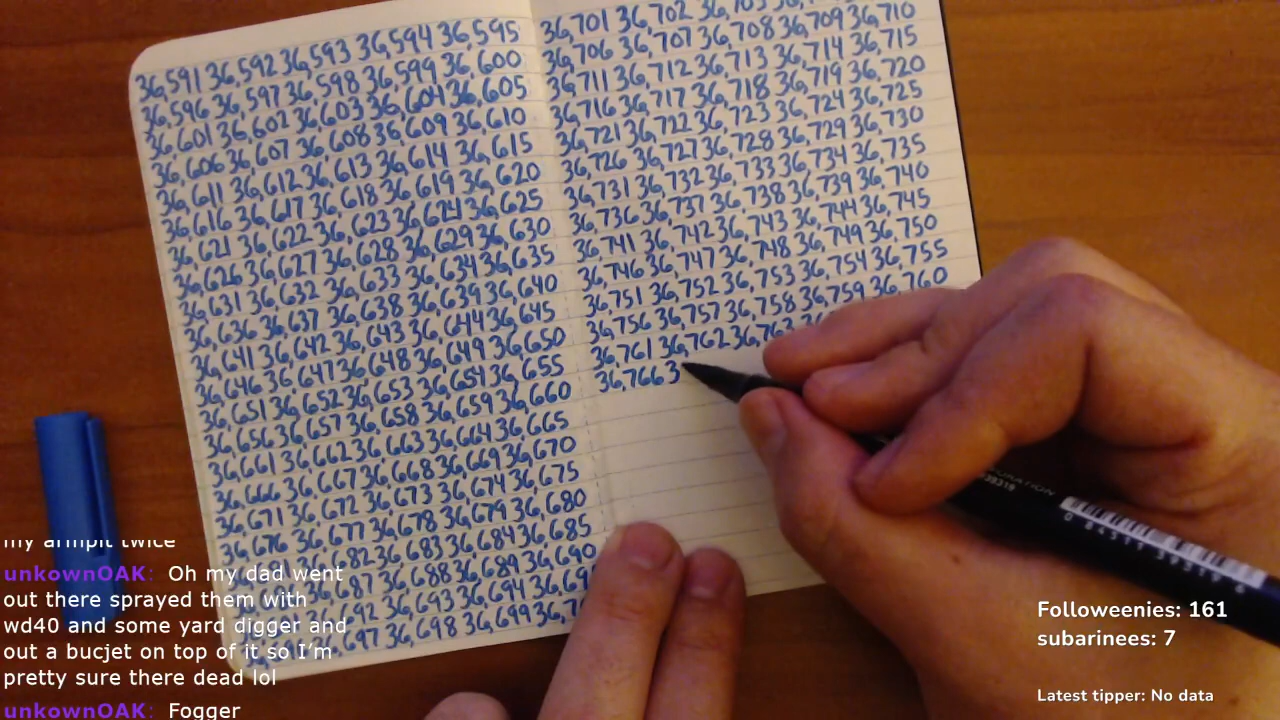 36,591 36,592 36,593 36,594 36,595
36,596 36,597 36,598 36,599 36,600
36,601 36,602 36,603 36,604 36,605
36,606 36,607 36,608 36,609 36,610
36,611 36,612 36,613 36,614 36,615
36,616 36,617 36,618 36,619 36,620
36,621 36,622 36,623 36,624 36,625
36,626 36,627 36,628 36,629 36,630
36,631 36,632 36,633 36,634 36,635
36,636 36,637 36,638 36,639 36,640
36,641 36,642 36,643 36,644 36,645
36,646 36,647 36,648 36,649 36,650
36,651 36,652 36,653 36,654 36,655
36,656 36,657 36,658 36,659 36,660
36,661 36,662 36,663 36,664 36,665
36,666 36,667 36,668 36,669 36,670
36,671 36,672 36,673 36,674 36,675
36,676 36,677 36,678 36,679 36,680
36,682 36,683 36,684 36,685
36,687 36,688 36,689 36,690
36,692 36,693 36,694
36,697 36,698 36,699
36,701 36,702 36,703
36,706 36,707 36,708 36,709 36,710
36,711 36,712 36,713 36,714 36,715
36,716 36,717 36,718 36,719 36,720
36,721 36,722 36,723 36,724 36,725
36,726 36,727 36,728 36,729 36,730
36,731 36,732 36,733 36,734 36,735
36,736 36,737 36,738 36,739 36,740
36,741 36,742 36,743 36,744 36,745
36,746 36,747 36,748 36,749 36,750
36,751 36,752 36,753 36,754 36,755
36,756 36,757 36,758 36,759 36,760
36,761 36,762 36,763
36,766 3
my armpit twice
unkownOAK: Oh my dad went
out there sprayed them with
wd40 and some yard digger and
out a bucjet on top of it so I'm
pretty sure there dead lol
unkownOAK: Fogger
Followeenies: 161
subarinees: 7
Latest tipper: No data